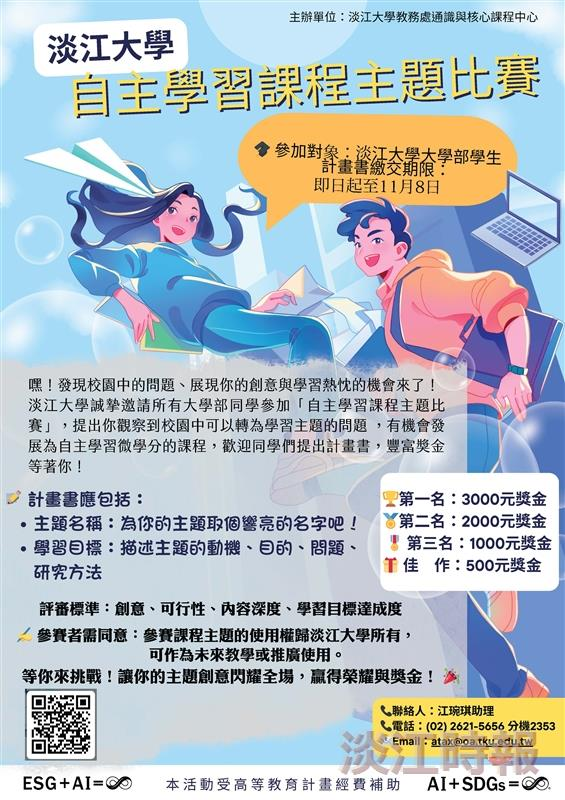 主辦單位：淡江大學教務處通識與核心課程中心
淡江大學
自主學習課程主題比賽
參加對象：淡江大學大學部學生
計畫書繳交期限：
即日起至11月8日
嘿！發現校園中的問題、展現你的創意與學習熱忱的機會來了！
淡江大學誠摯邀請所有大學部同學參加「自主學習課程主題比
賽」，提出你觀察到校園中可以轉為學習主題的問題，有機會發
展為自主學習微學分的課程，歡迎同學們提出計畫書，豐富獎金
等著你！
計畫書應包括：
• 主題名稱：為你的主題取個響亮的名字吧！
• 學習目標：描述主題的動機、目的、問題、
研究方法
第一名：3000元獎金
第二名：2000元獎金
第三名：1000元獎金
佳 作：500元獎金
評審標準：創意、可行性、內容深度、學習目標達成度
參賽者需同意：參賽課程主題的使用權歸淡江大學所有，
可作為未來教學或推廣使用。
等你來挑戰！讓你的主題創意閃耀全場，贏得榮耀與獎金！
聯絡人：江琬琪助理
電話：(02) 2621-5656 分機2353
Email：atax@oa.tku.edu.tw
淡江時報
ESG+AI=∞
本活動受高等教育計畫經費補助
AI+SDGs=∞